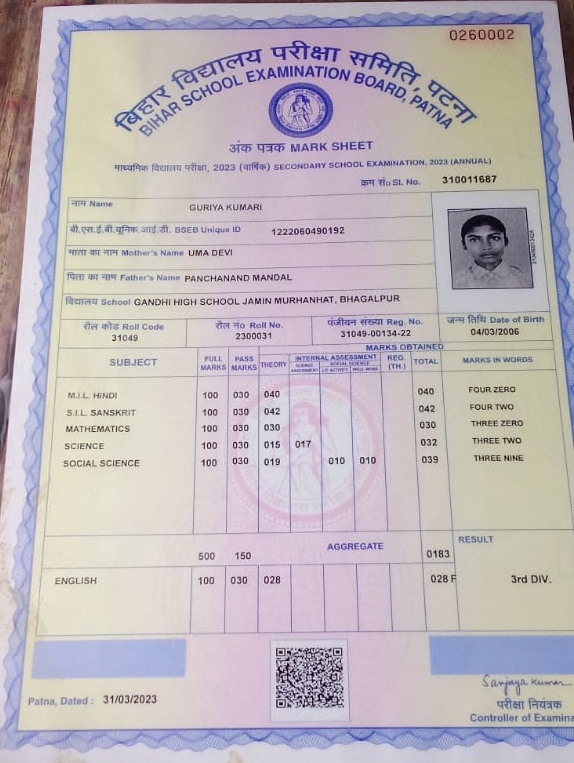 0260002
बिहार विद्यालय परीक्षा समिति, पटना
BIHAR SCHOOL EXAMINATION BOARD, PATNA
अंक पत्रक MARK SHEET
माध्यमिक विद्यालय परीक्षा, 2023 (वार्षिक) SECONDARY SCHOOL EXAMINATION, 2023 (ANNUAL)
क्रम सं० Sl. No. 310011687
नाम Name GURIYA KUMARI
बी.एस.ई.बी.यूनिक.आई.डी. BSEB Unique ID 1222060490192
माता का नाम Mother's Name UMA DEVI
पिता का नाम Father's Name PANCHANAND MANDAL
विद्यालय School GANDHI HIGH SCHOOL JAMIN MURHANHAT, BHAGALPUR
रौल कोड Roll Code रौल न० Roll No. पंजीयन संख्या Reg. No. जन्म तिथि Date of Birth
31049 2300031 31049-00134-22 04/03/2006
MARKS OBTAINED
SUBJECT FULL MARKS PASS MARKS THEORY INTERNAL ASSESSMENT REG. (TH.) TOTAL MARKS IN WORDS
SOCIAL SCIENCE
M.I.L. HINDI 100 030 040 040 FOUR ZERO
S.I.L. SANSKRIT 100 030 042 042 FOUR TWO
MATHEMATICS 100 030 030 030 THREE ZERO
SCIENCE 100 030 015 017 032 THREE TWO
SOCIAL SCIENCE 100 030 019 010 010 039 THREE NINE
500 150 AGGREGATE 0183 RESULT
ENGLISH 100 030 028 028 F 3rd DIV.
Patna, Dated : 31/03/2023
Sanjaya Kumar
परीक्षा नियंत्रक
Controller of Examina